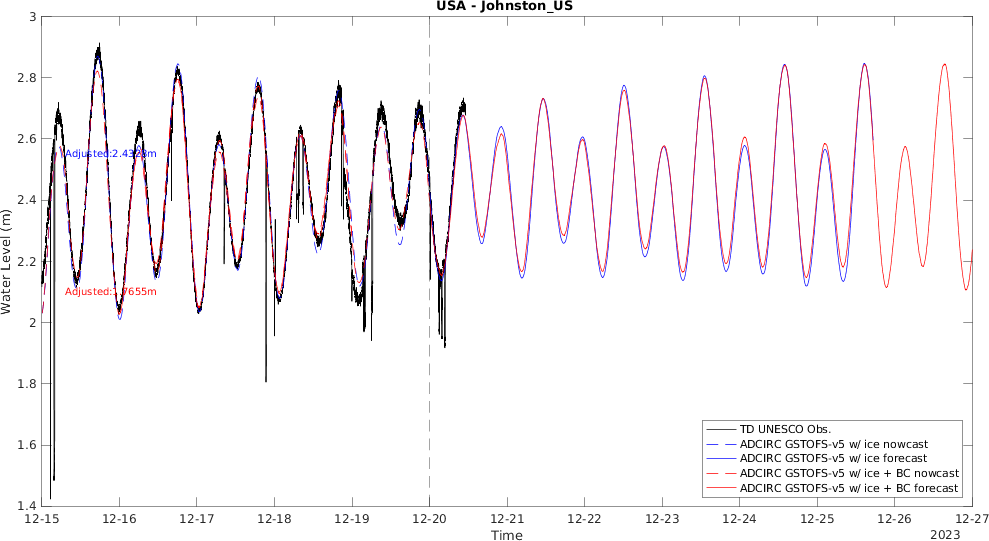 USA - Johnston_US
3
2.8
2.6
2.4
2.2
2
1.8
1.6
1.4
Water Level (m)
Adjusted:2.4323m
TD UNESCO Obs.
ADCIRC GSTOFS-v5 w/ ice nowcast
ADCIRC GSTOFS-v5 w/ ice forecast
ADCIRC GSTOFS-v5 w/ ice + BC nowcast
ADCIRC GSTOFS-v5 w/ ice + BC forecast
12-15 12-16 12-17 12-18 12-19 12-20 12-21 12-22 12-23 12-24 12-25 12-26 12-27
Time
2023